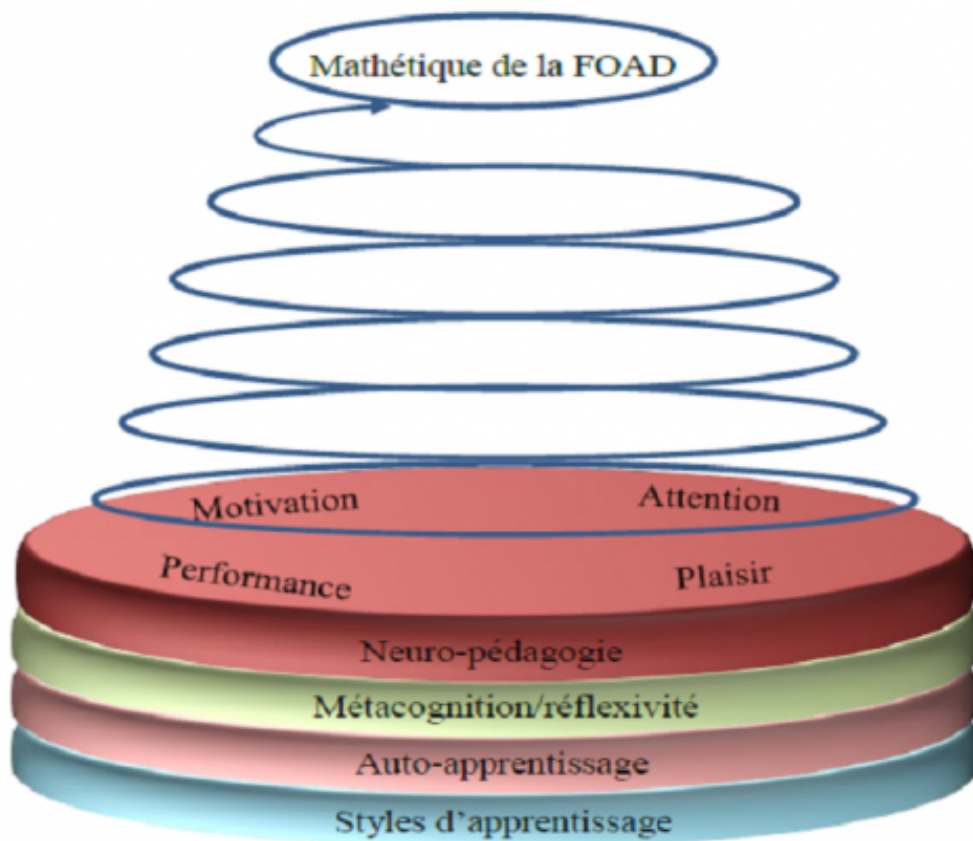 Mathétique de la FOAD
Motivation
Attention
Performance
Plaisir
Neuro-pédagogie
Métacognition/réflexivité
Auto-apprentissage
Styles d'apprentissage